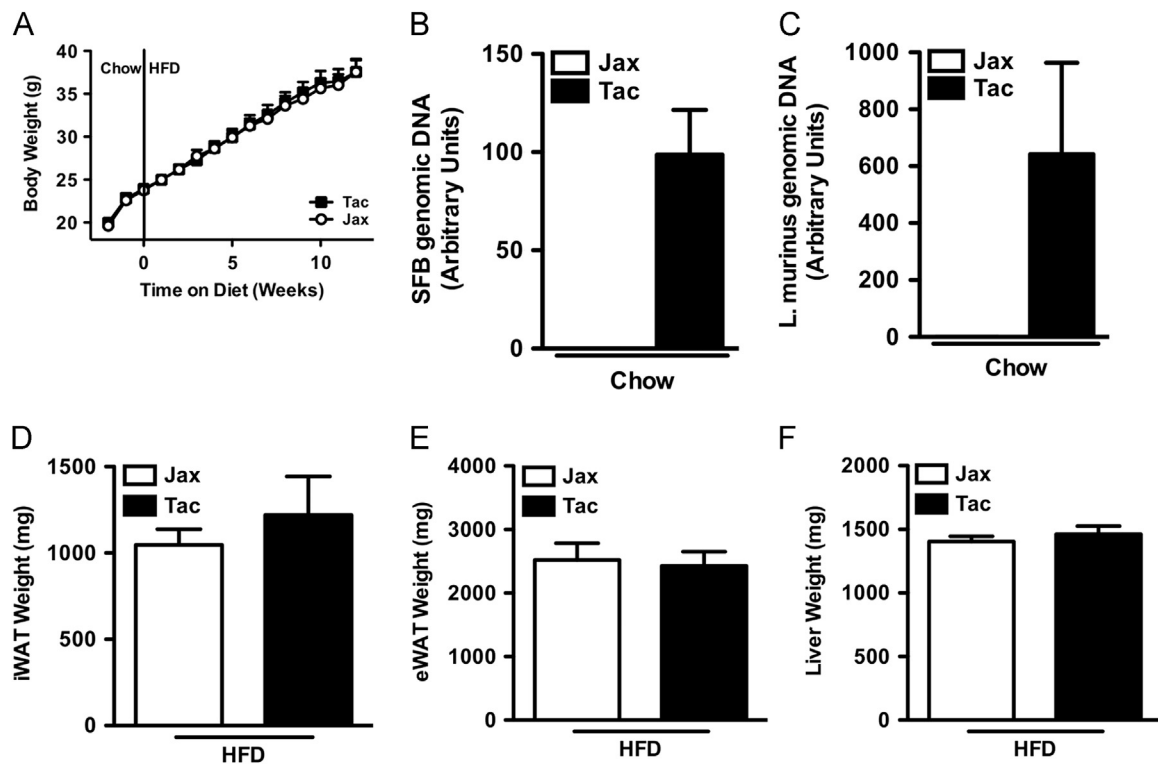 A
Body Weight (g)
40
35
30
25
20
Chow
HFD
Tac
Jax
0
5
10
Time on Diet (Weeks)
B
SFB genomic DNA
(Arbitrary Units)
150
100
50
0
Jax
Tac
Chow
C
L. murinus genomic DNA
(Arbitrary Units)
1000
800
600
400
200
0
Jax
Tac
Chow
D
iWAT Weight (mg)
1500
1000
500
0
Jax
Tac
HFD
E
eWAT Weight (mg)
4000
3000
2000
1000
0
Jax
Tac
HFD
F
Liver Weight (mg)
2000
1500
1000
500
0
Jax
Tac
HFD